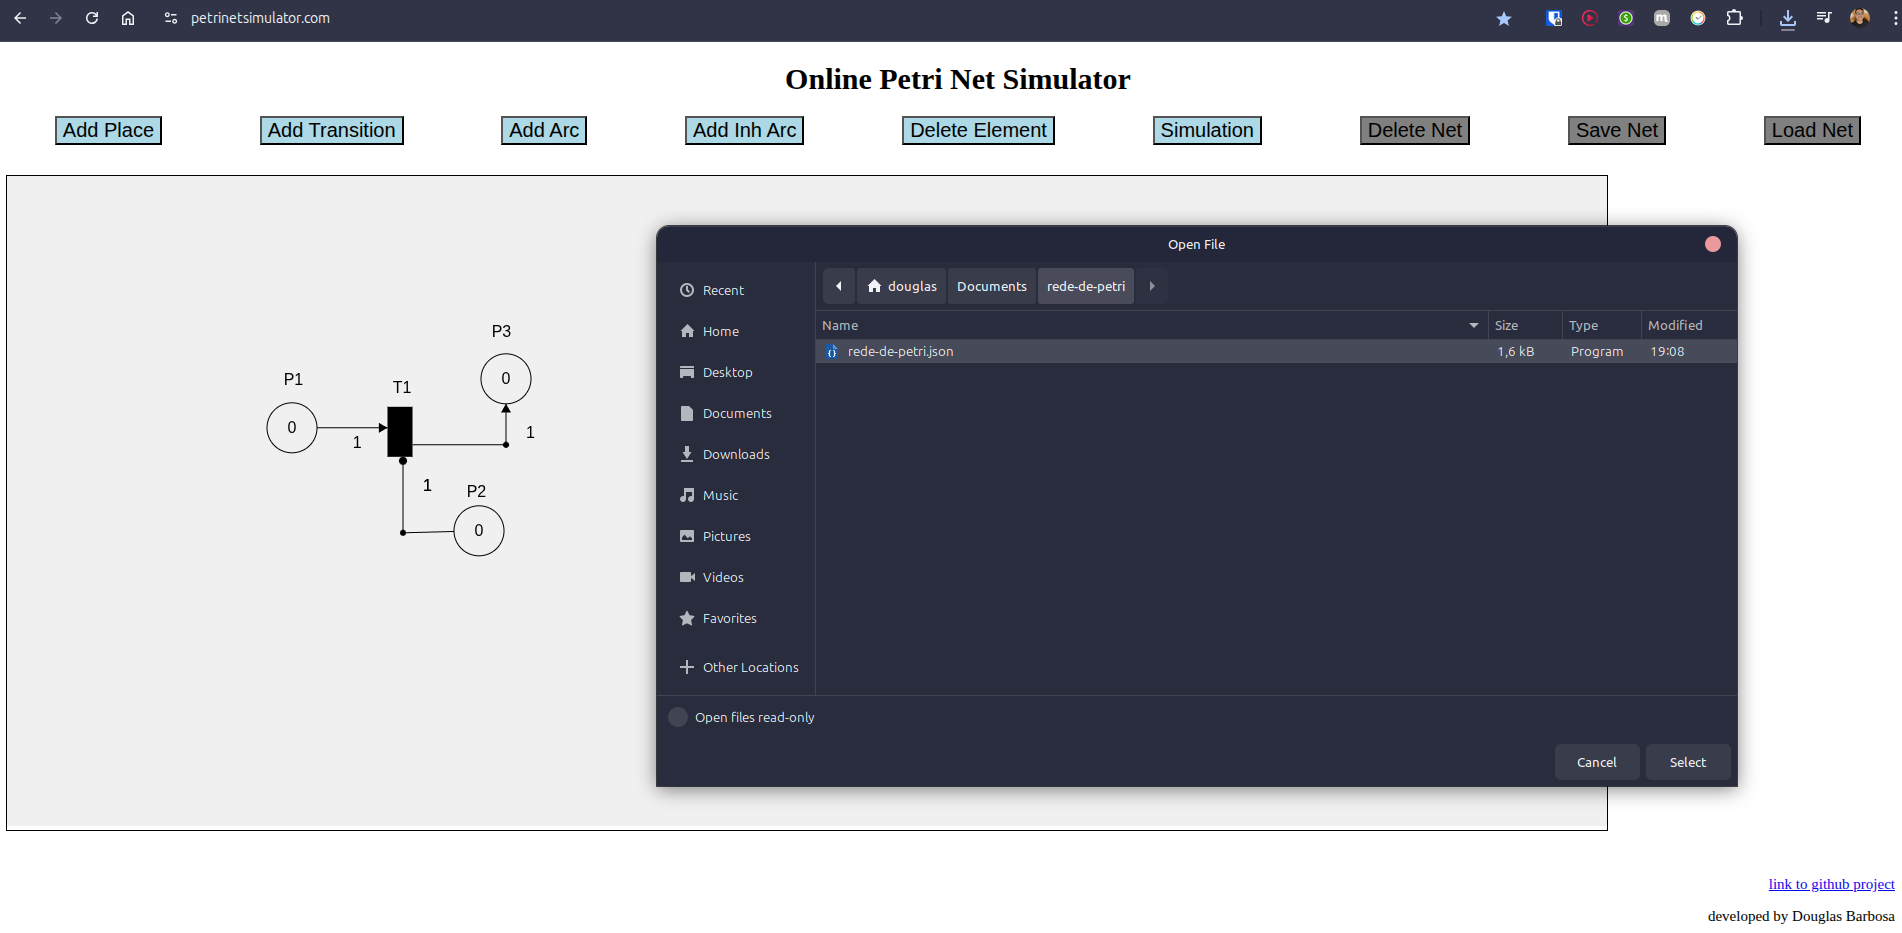 petrinetsimulator.com
Online Petri Net Simulator
Add Place Add Transition Add Arc Add Inh Arc Delete Element Simulation Delete Net Save Net Load Net
P3
0
P1
T1
0
1
1
1
P2
0
Open File
Recent
Home
Desktop
Documents
Downloads
Music
Pictures
Videos
Favorites
Other Locations
douglas Documents rede-de-petri
Name Size Type Modified
rede-de-petri.json 1,6 kB Program 19:08
Open files read-only
Cancel Select
link to github project
developed by Douglas Barbosa